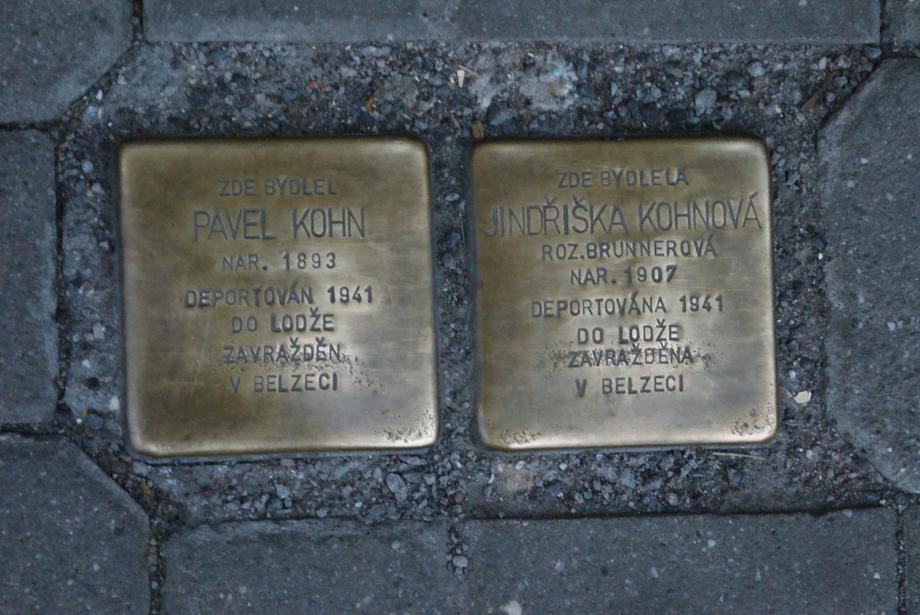 ZDE BYDLEL
PAVEL KOHN
NAR. 1893
DEPORTOVÁN 1941
DO LODŽE
ZAVRAŽDĚN
V BELZECI
ZDE BYDLELA
JINDŘIŠKA KOHNOVÁ
ROZ.BRUNNEROVÁ
NAR. 1907
DEPORTOVÁNA 1941
DO LODŽE
ZAVRAŽDĚNA
V BELZECI